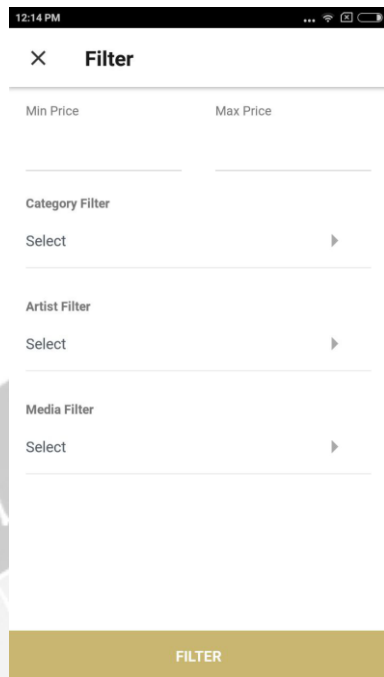 12:14 PM
Filter
Min Price Max Price
Category Filter
Select
Artist Filter
Select
Media Filter
Select
FILTER